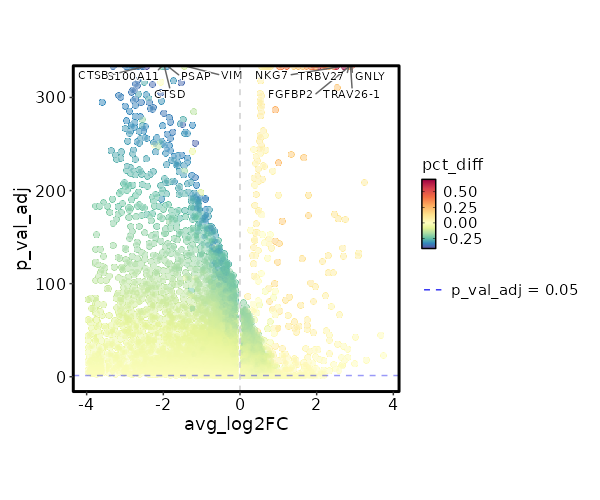 CTSB S100A11 PSAP VIM NKG7 TRBV27 GNLY
CTSD FGFBP2 TRAV26-1
300
200
100
0
p_val_adj
-4 -2 0 2 4
avg_log2FC
pct_diff
0.50
0.25
0.00
-0.25
p_val_adj = 0.05